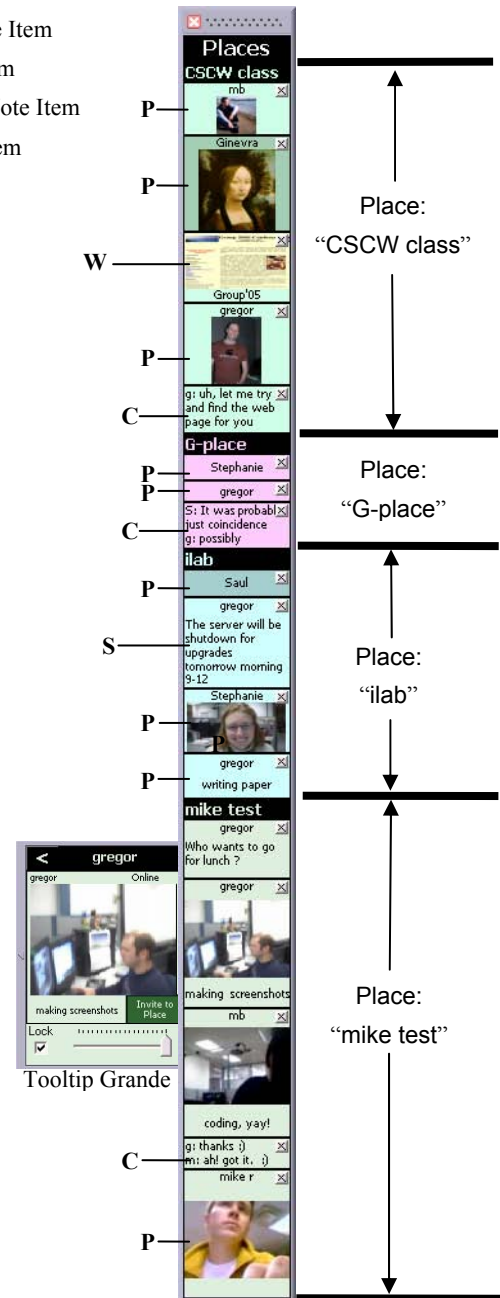 e Item
m
ote Item
em
Places
CSCW class
mb
P
Ginevra
P
Place:
“CSCW class”
W
Group'05
gregor
P
g: uh, let me try
and find the web
page for you
C
G-place
Stephanie
P
gregor
P
Place:
“G-place”
S: It was probabl
just coincidence
g: possibly
C
ilab
Saul
P
gregor
The server will be
shutdown for
upgrades
tomorrow morning
9-12
S
Place:
“ilab”
Stephanie
P
P
gregor
writing paper
P
mike test
gregor
Who wants to go
for lunch ?
< gregor
gregor Online
making screenshots
Invite to
Place
Lock
Tooltip Grande
gregor
making screenshots
mb
coding, yay!
Place:
“mike test”
g: thanks :)
m: ah! got it. :)
C
mike r
P